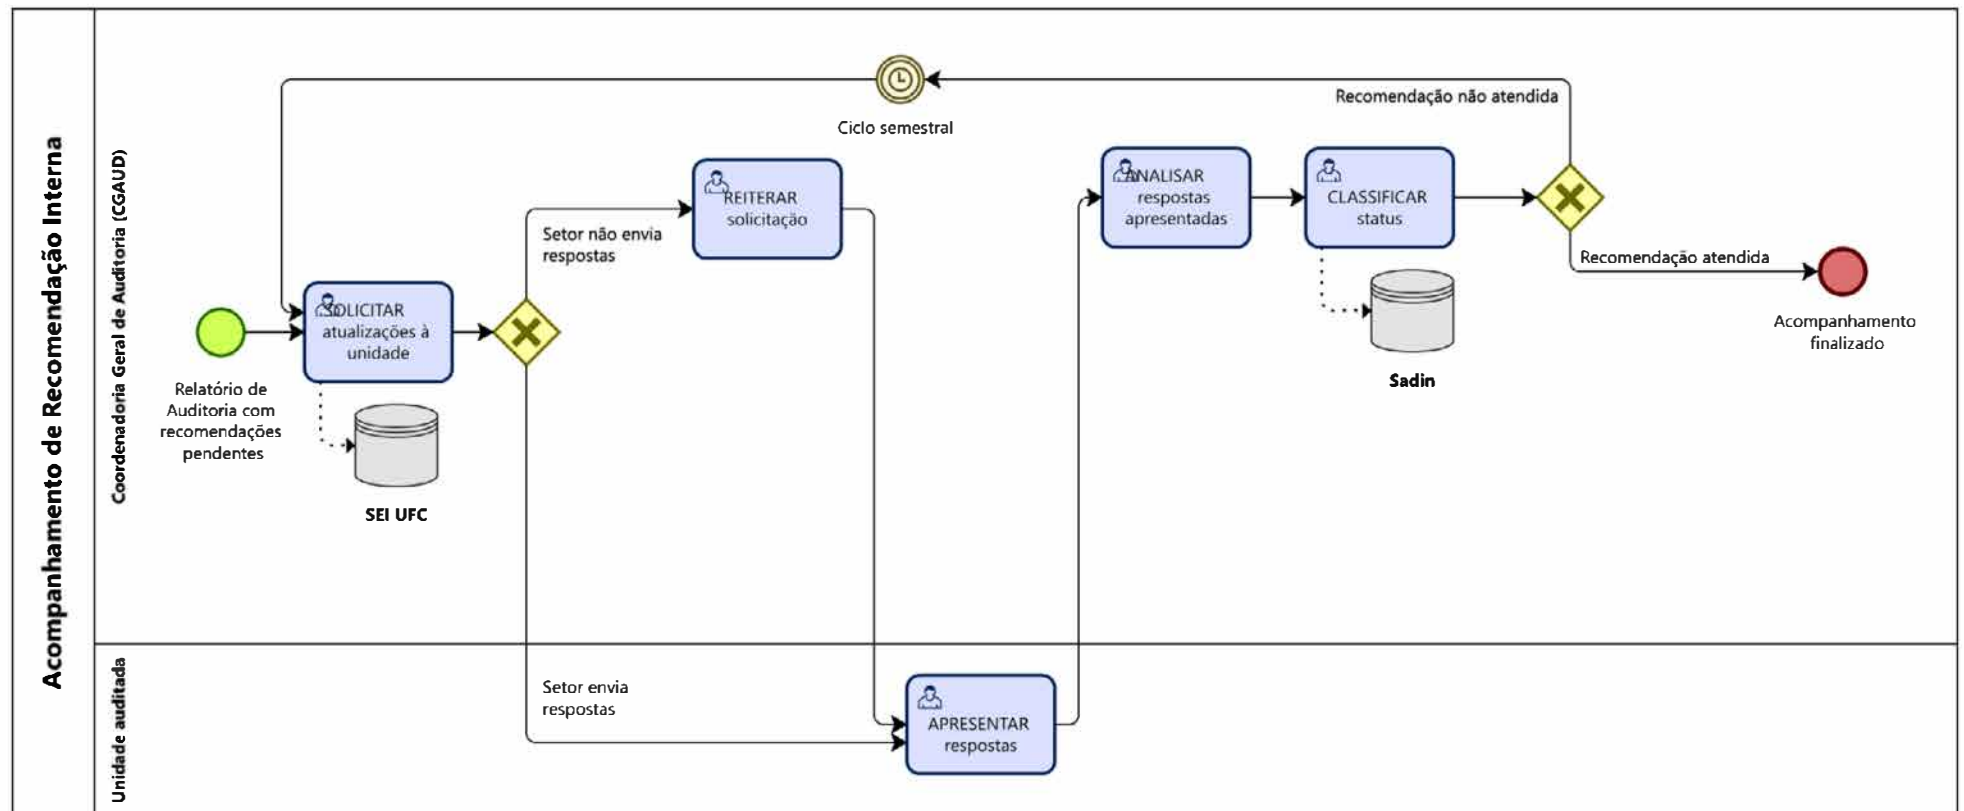 Acompanhamento de Recomendação Interna
Coordenadoria Geral de Auditoria (CGAUD)
Ciclo semestral
Recomendação não atendida
REITERAR
solicitação
ANALISAR
respostas
apresentadas
CLASSIFICAR
status
Setor não envia
respostas
SOLICITAR
atualizações à
unidade
Recomendação atendida
Acompanhamento
finalizado
Relatório de
Auditoria com
recomendações
pendentes
Sadin
SEI UFC
Unidade auditada
Setor envia
respostas
APRESENTAR
respostas